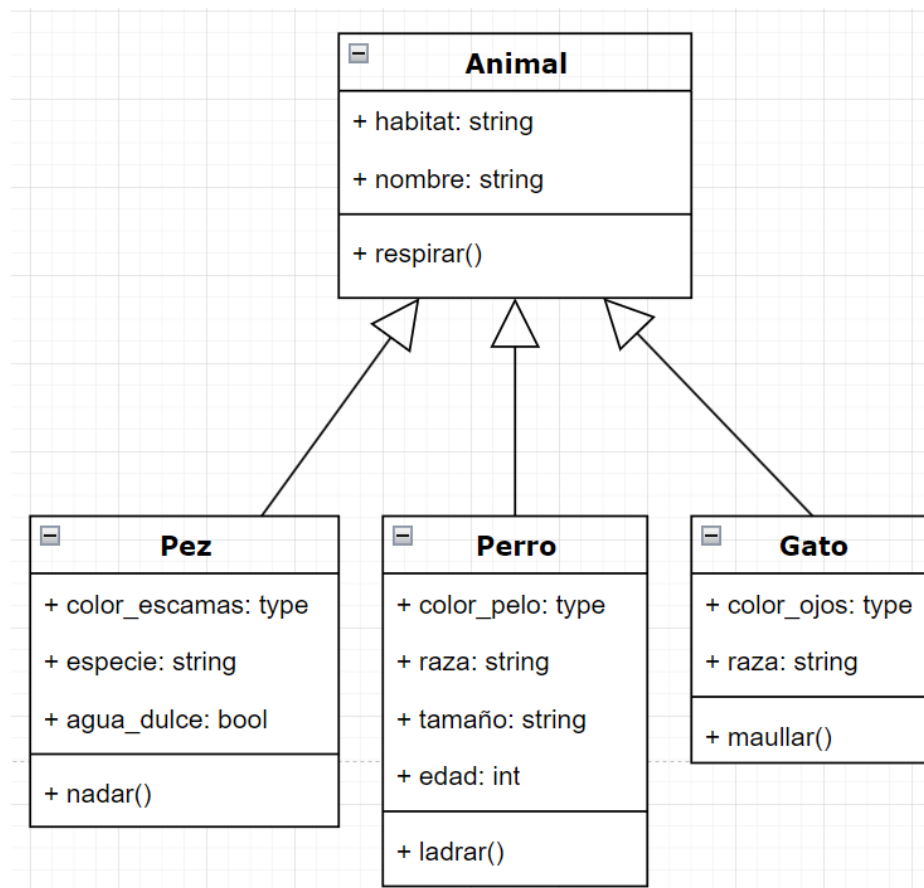 Animal
+ habitat: string
+ nombre: string
+ respirar()
Pez
+ color_escamas: type
+ especie: string
+ agua_dulce: bool
+ nadar()
Perro
+ color_pelo: type
+ raza: string
+ tamaño: string
+ edad: int
+ ladrar()
Gato
+ color_ojos: type
+ raza: string
+ maullar()